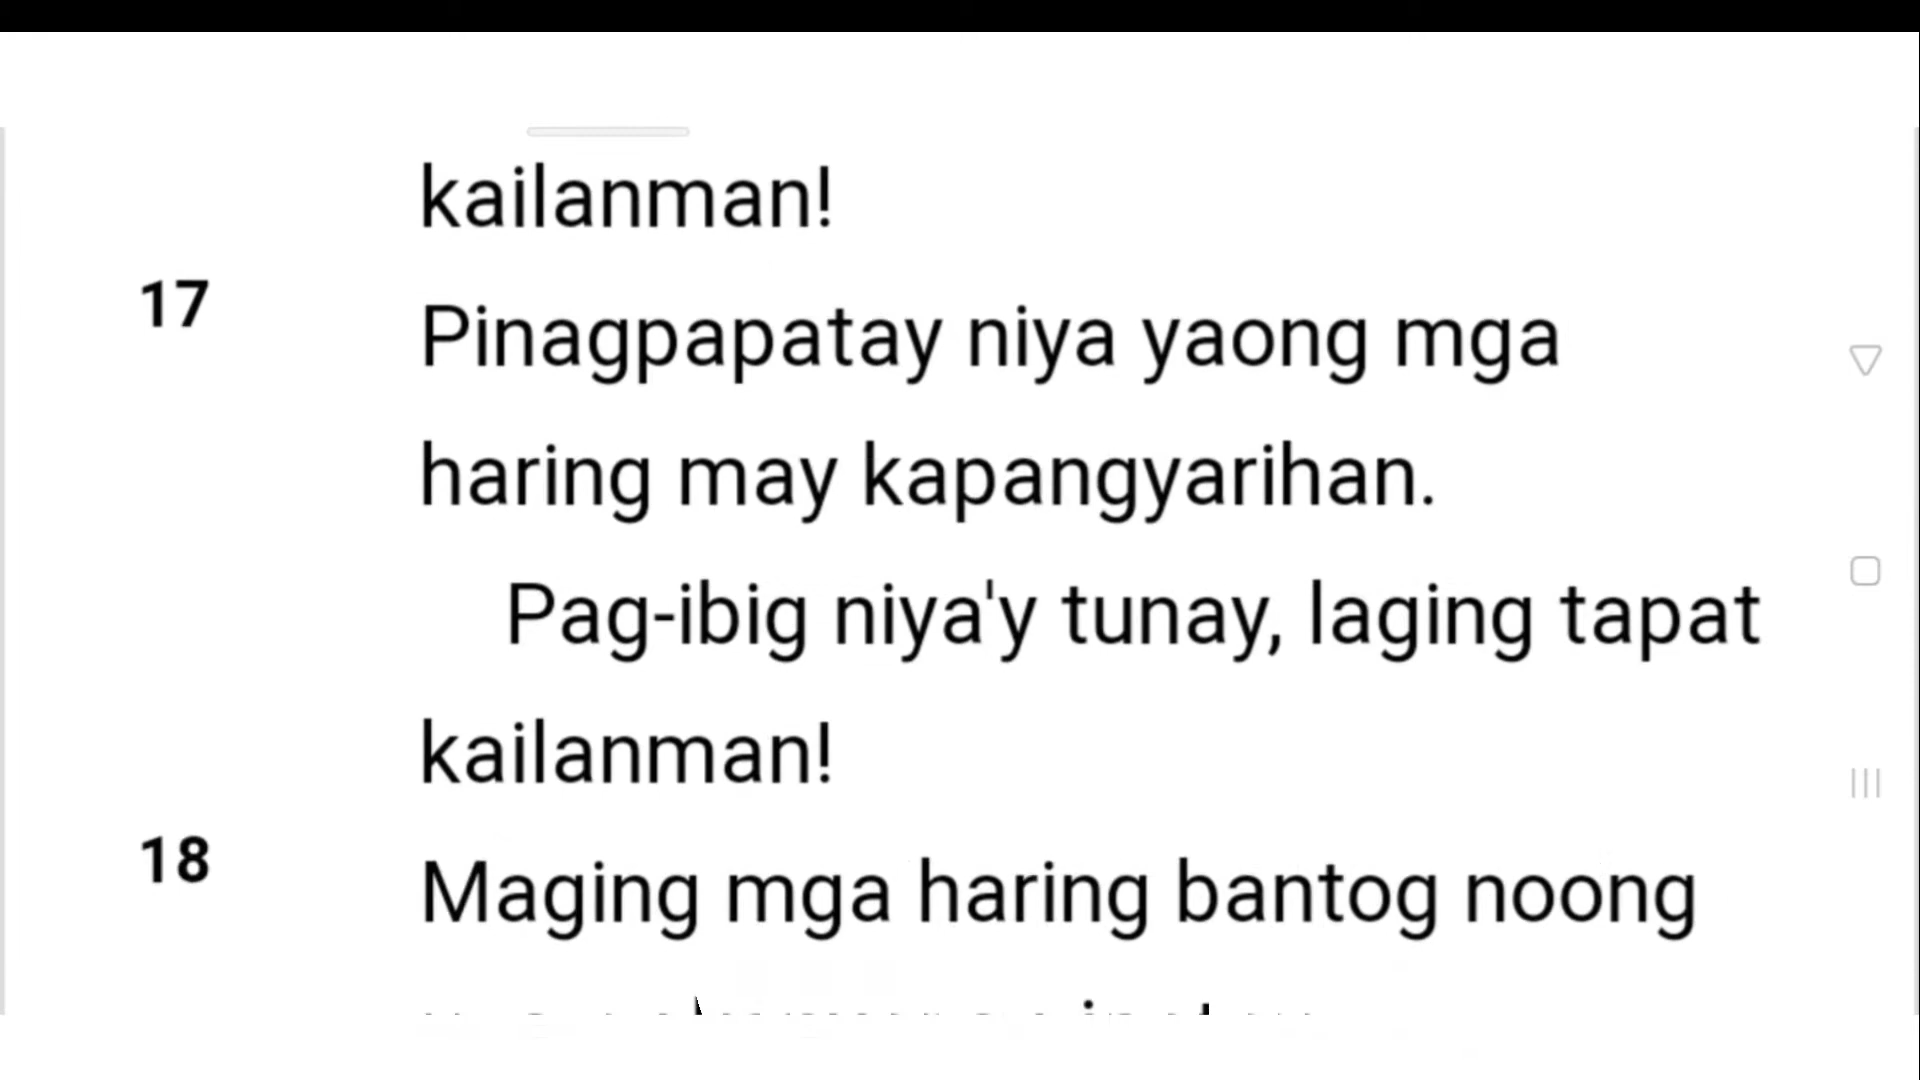 kailanman!
17
Pinagpapatay niya yaong mga
haring may kapangyarihan.
Pag-ibig niya'y tunay, laging tapat
kailanman!
18
Maging mga haring bantog noong